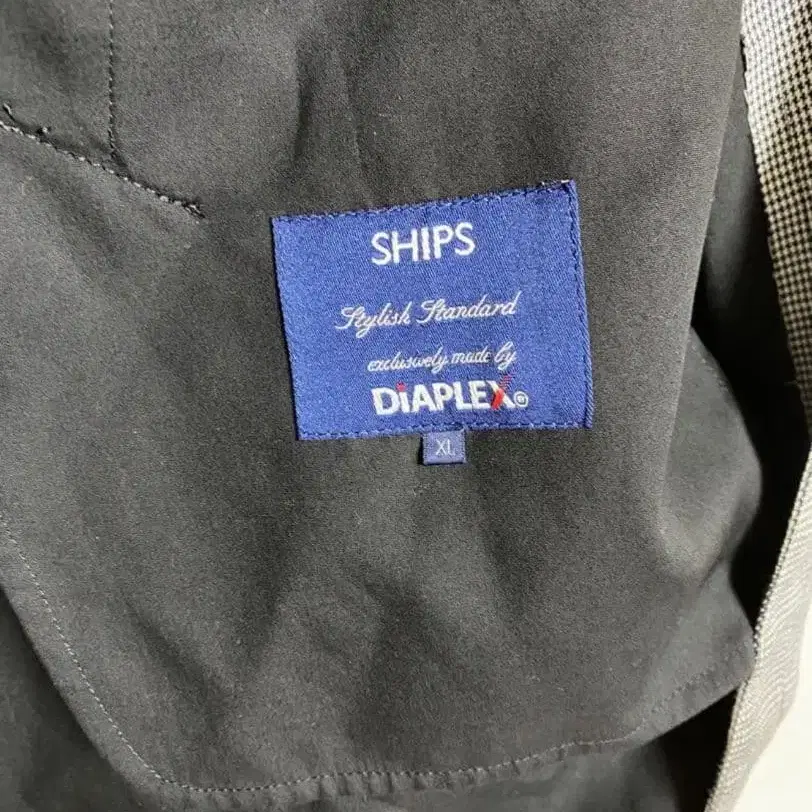 SHIPS
Stylish Standard
exclusively made by
DiAPLEX®
XL